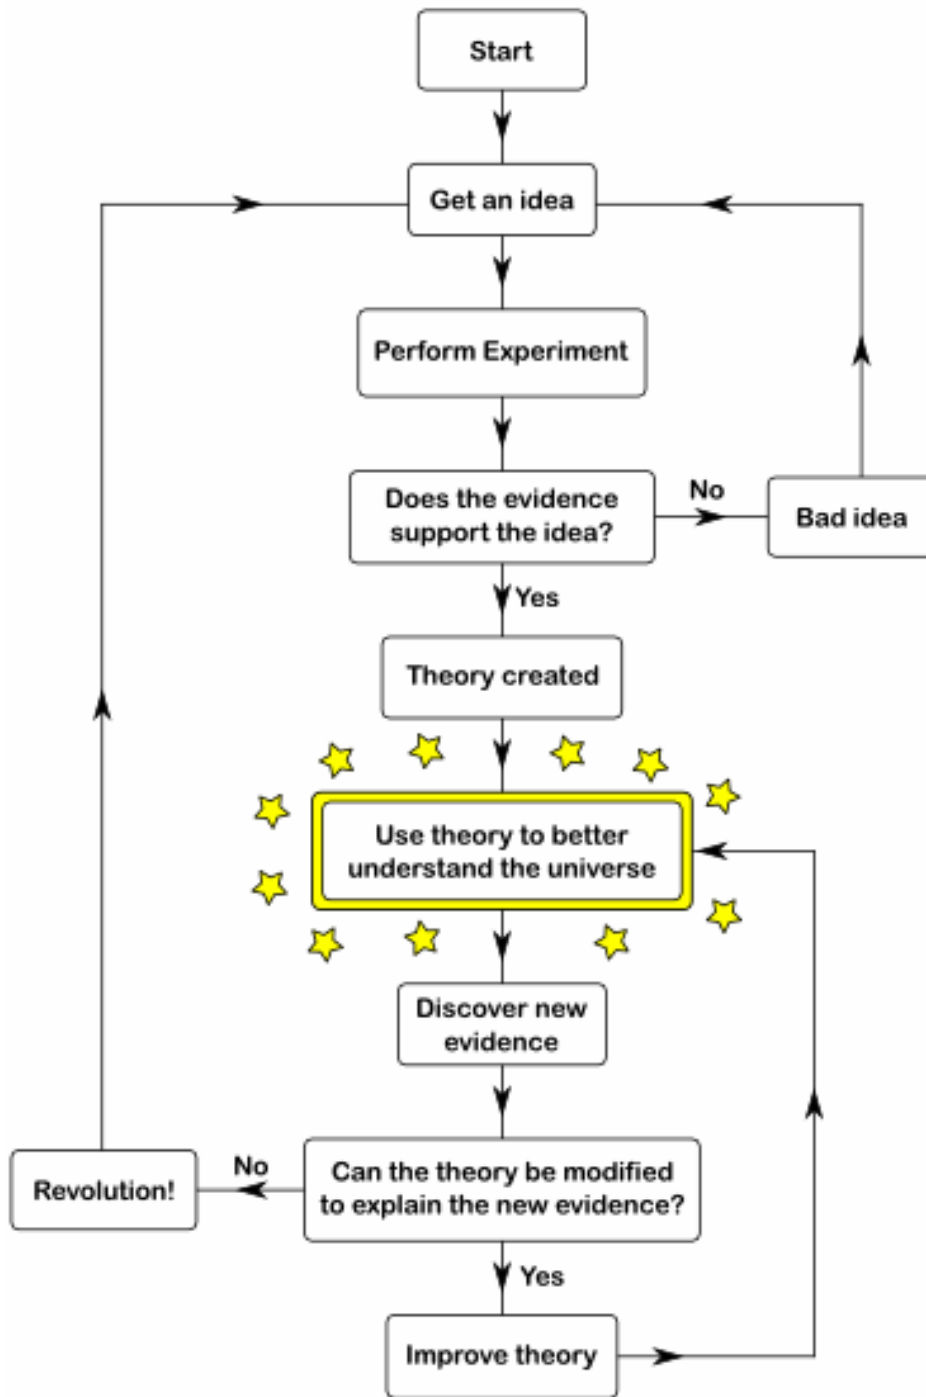 Start
Get an idea
Perform Experiment
Does the evidence
support the idea?
No
Bad idea
Yes
Theory created
Use theory to better
understand the universe
Discover new
evidence
Can the theory be modified
to explain the new evidence?
No
Revolution!
Yes
Improve theory